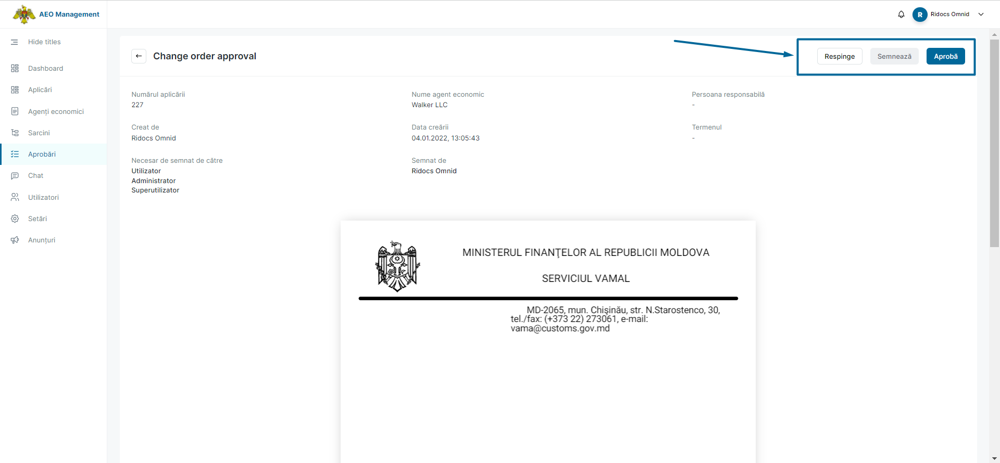 AEO Management
R
Ridocs Omnid
Hide titles
Dashboard
Aplicări
Agenți economici
Sarcini
Aprobări
Chat
Utilizatori
Setări
Anunțuri
Change order approval
Respinge
Semnează
Aprobă
Numărul aplicării
227
Nume agent economic
Walker LLC
Persoana responsabilă
-
Creat de
Ridocs Omnid
Data creării
04.01.2022, 13:05:43
Termenul
-
Necesar de semnat de către
Utilizator
Administrator
Superutilizator
Semnat de
Ridocs Omnid
MINISTERUL FINANŢELOR AL REPUBLICII MOLDOVA
SERVICIUL VAMAL
MD-2065, mun. Chişinău, str. N.Starostenco, 30,
tel./fax: (+373 22) 273061, e-mail:
vama@customs.gov.md